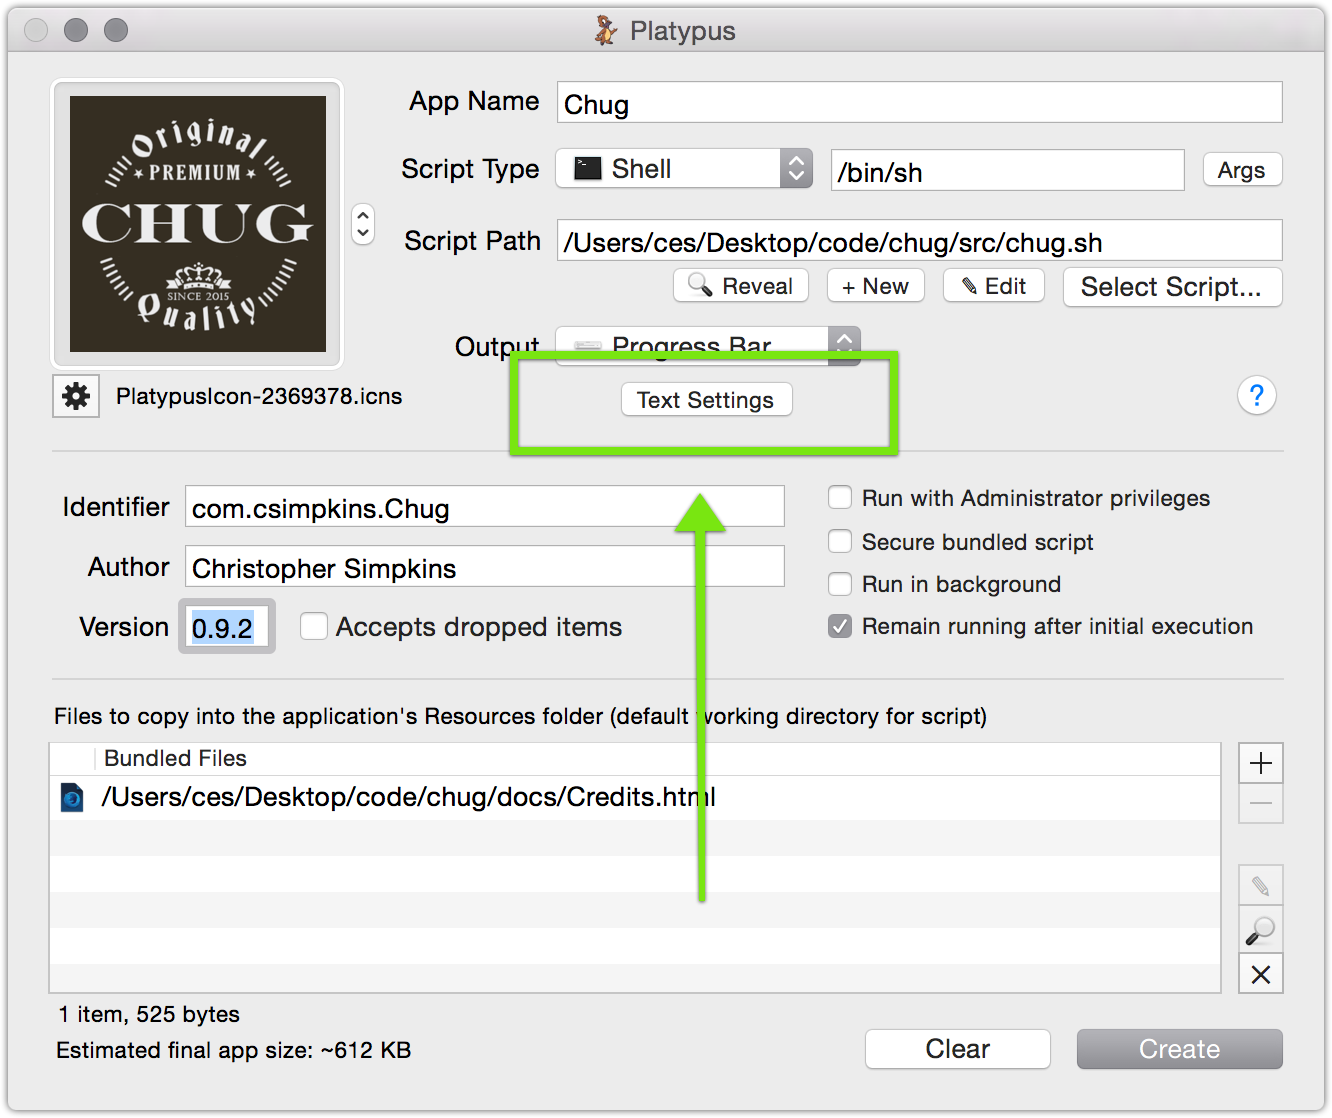 Platypus
Original
PREMIUM
CHUG
SINCE 2015
Quality
App Name
Chug
Script Type
Shell
/bin/sh
Args
Script Path
/Users/ces/Desktop/code/chug/src/chug.sh
Reveal
+ New
Edit
Select Script...
Output
Progress Bar
PlatypusIcon-2369378.icns
Text Settings
?
Identifier
com.csimpkins.Chug
Author
Christopher Simpkins
Version
0.9.2
Accepts dropped items
Run with Administrator privileges
Secure bundled script
Run in background
Remain running after initial execution
Files to copy into the application's Resources folder (default working directory for script)
Bundled Files
/Users/ces/Desktop/code/chug/docs/Credits.html
1 item, 525 bytes
Estimated final app size: ~612 KB
Clear
Create